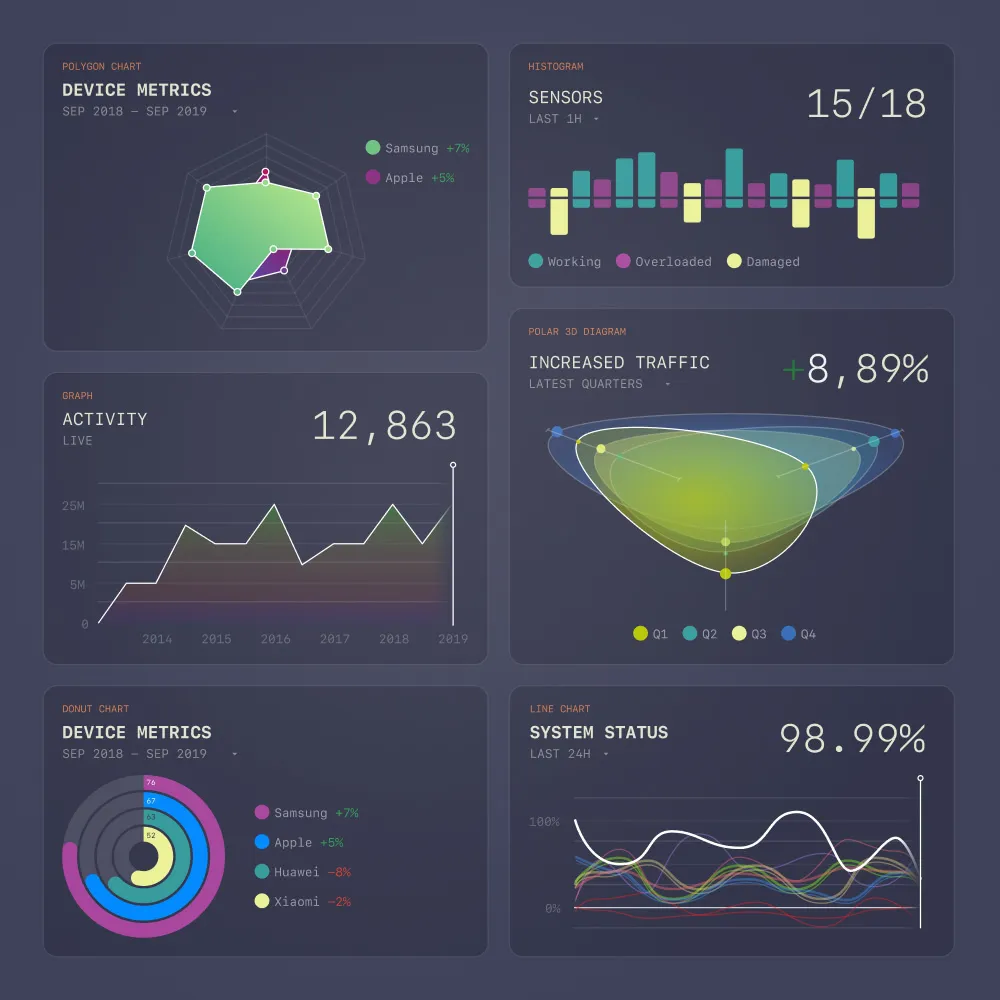 POLYGON CHART
DEVICE METRICS
SEP 2018 – SEP 2019
Samsung +7%
Apple +5%
HISTOGRAM
SENSORS
LAST 1H
15/18
Working Overloaded Damaged
GRAPH
ACTIVITY
LIVE
12,863
25M
15M
5M
0
2014 2015 2016 2017 2018 2019
POLAR 3D DIAGRAM
INCREASED TRAFFIC
LATEST QUARTERS
+8,89%
Q1 Q2 Q3 Q4
DONUT CHART
DEVICE METRICS
SEP 2018 – SEP 2019
76
67
63
52
Samsung +7%
Apple +5%
Huawei –8%
Xiaomi –2%
LINE CHART
SYSTEM STATUS
LAST 24H
98.99%
100%
0%